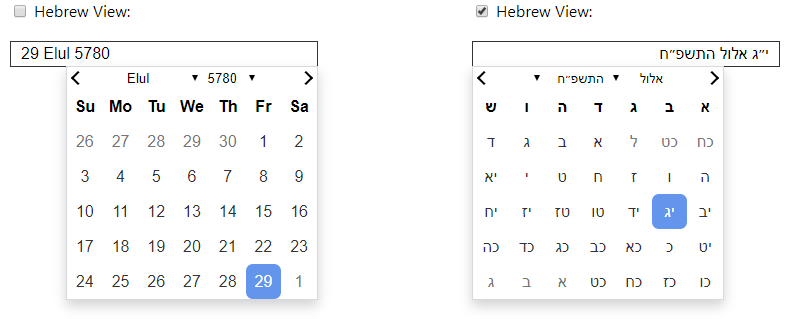 Hebrew View:
29 Elul 5780
Elul 5780
Su Mo Tu We Th Fr Sa
26 27 28 29 30 1 2
3 4 5 6 7 8 9
10 11 12 13 14 15 16
17 18 19 20 21 22 23
24 25 26 27 28 29 1
Hebrew View:
י״ג אלול התשפ״ח
אלול התשפ״ח
א ב ג ד ה ו ש
כח כט ל א ב ג ד
ה ו ז ח ט י יא
יב יג יד טו טז יז יח
יט כ כא כב כג כד כה
כו כז כח כט א ב ג